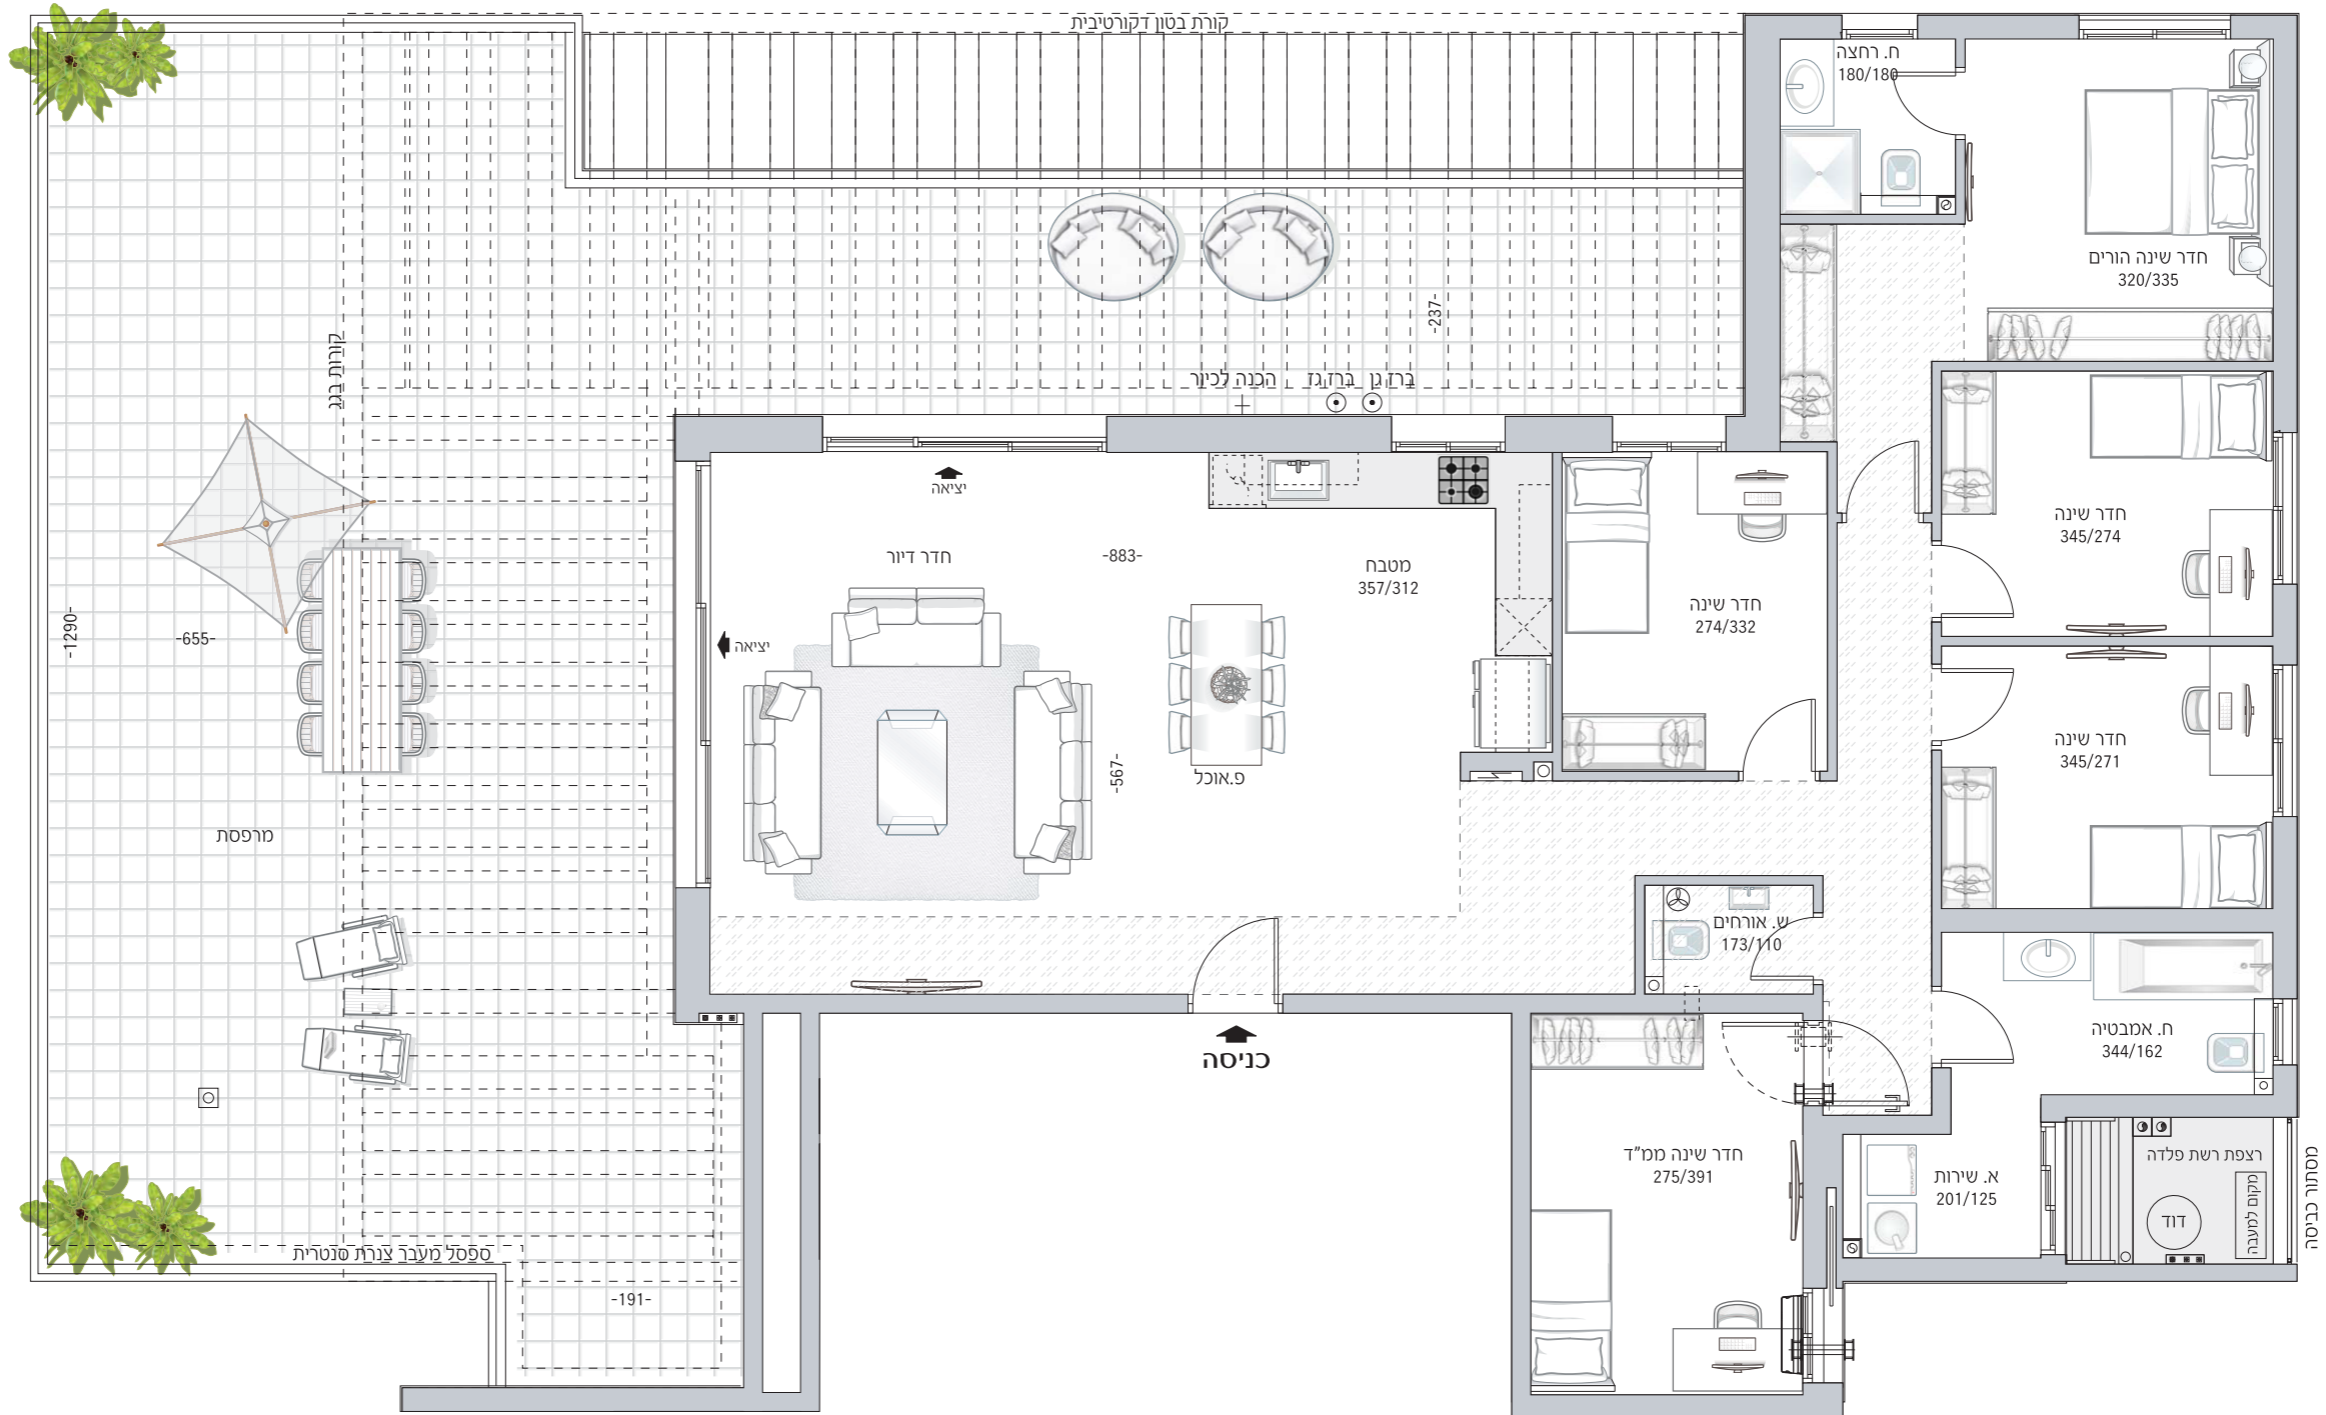 קורת בטון דקורטיבית
ח. רחצה
180/180
חדר שינה הורים
320/335
-237-
קורות בגג
הכנה לכיור
ברז גז
ברז גן
יציאה
חדר דיור
-883-
מטבח
357/312
חדר שינה
274/332
חדר שינה
345/274
-1290-
-655-
יציאה
-567-
פ.אוכל
חדר שינה
345/271
מרפסת
ש. אורחים
173/110
ח. אמבטיה
344/162
כניסה
חדר שינה ממ"ד
275/391
א. שירות
201/125
רצפת רשת פלדה
דוד
מקום למעבה
מסתור כביסה
ספסל מעבר צנרת סנטרית
-191-